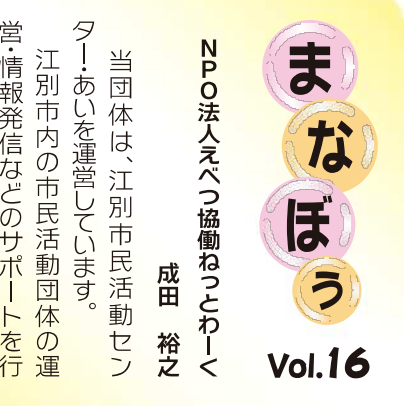 まなぼぅ
Vol.16
NPO法人えべつ協働ねっとわーく
成田 裕之
当団体は、江別市民活動セン
ター・あいを運営しています。
江別市内の市民活動団体の運
営・情報発信などのサポートを行